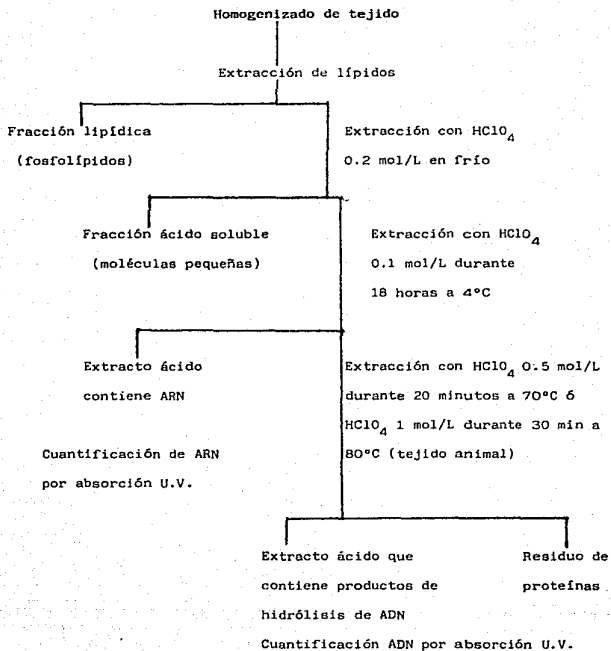 Homogenizado de tejido
Extracción de lípidos
Fracción lipídica
(fosfolípidos)
Extracción con HClO4
0.2 mol/L en frío
Fracción ácido soluble
(moléculas pequeñas)
Extracción con HClO4
0.1 mol/L durante
18 horas a 4°C
Extracto ácido
contiene ARN
Cuantificación de ARN
por absorción U.V.
Extracción con HClO4 0.5 mol/L
durante 20 minutos a 70°C ó
HClO4 1 mol/L durante 30 min a
80°C (tejido animal)
Extracto ácido que
contiene productos de
hidrólisis de ADN
Cuantificación ADN por absorción U.V.
Residuo de
proteínas